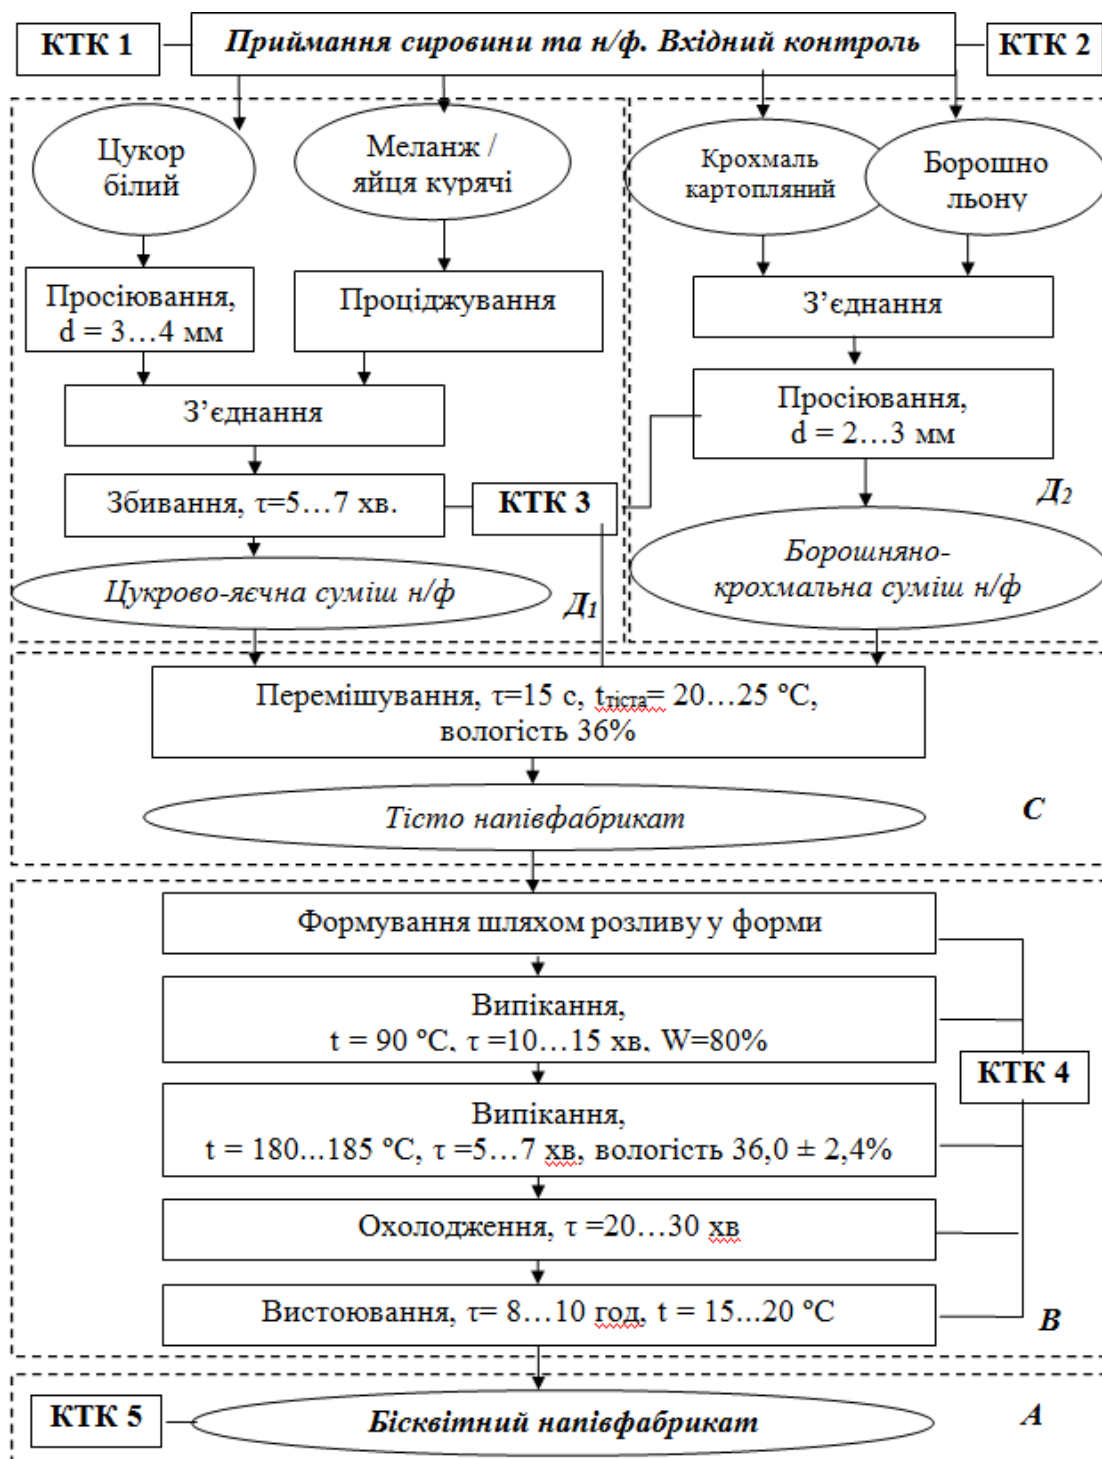 КТК 1
Приймання сировини та н/ф. Вхідний контроль
КТК 2
Цукор
білий
Меланж /
яйця курячі
Крохмаль
картопляний
Борошно
льону
Просіювання,
d = 3…4 мм
Проціджування
З’єднання
З’єднання
Просіювання,
d = 2…3 мм
Збивання, τ=5…7 хв.
КТК 3
Д2
Цукрово-яєчна суміш н/ф
Д1
Борошняно-
крохмальна суміш н/ф
Перемішування, τ=15 с, tтіста= 20…25 ºС,
вологість 36%
Тісто напівфабрикат
С
Формування шляхом розливу у форми
Випікання,
t = 90 ºС, τ =10…15 хв, W=80%
КТК 4
Випікання,
t = 180...185 ºС, τ =5…7 хв, вологість 36,0 ± 2,4%
Охолодження, τ =20…30 хв
Вистоювання, τ= 8…10 год, t = 15...20 ºС
В
КТК 5
Бісквітний напівфабрикат
А